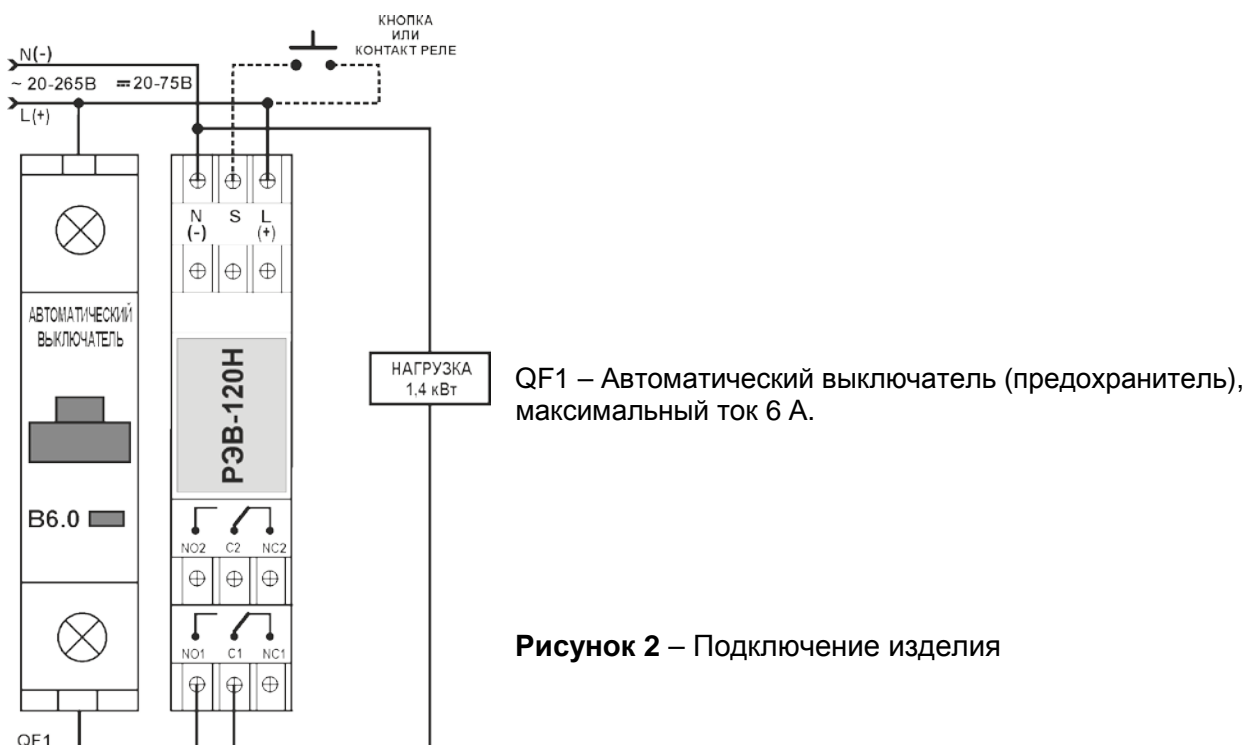 КНОПКА
ИЛИ
КОНТАКТ РЕЛЕ
N(-)
~ 20-265В = 20-75В
L(+)
N
(-)
S
L
(+)
АВТОМАТИЧЕСКИЙ
ВЫКЛЮЧАТЕЛЬ
В6.0
РЭВ-120Н
NO2 C2 NC2
NO1 C1 NC1
QF1
НАГРУЗКА
1,4 кВт
QF1 – Автоматический выключатель (предохранитель),
максимальный ток 6 А.
Рисунок 2 – Подключение изделия